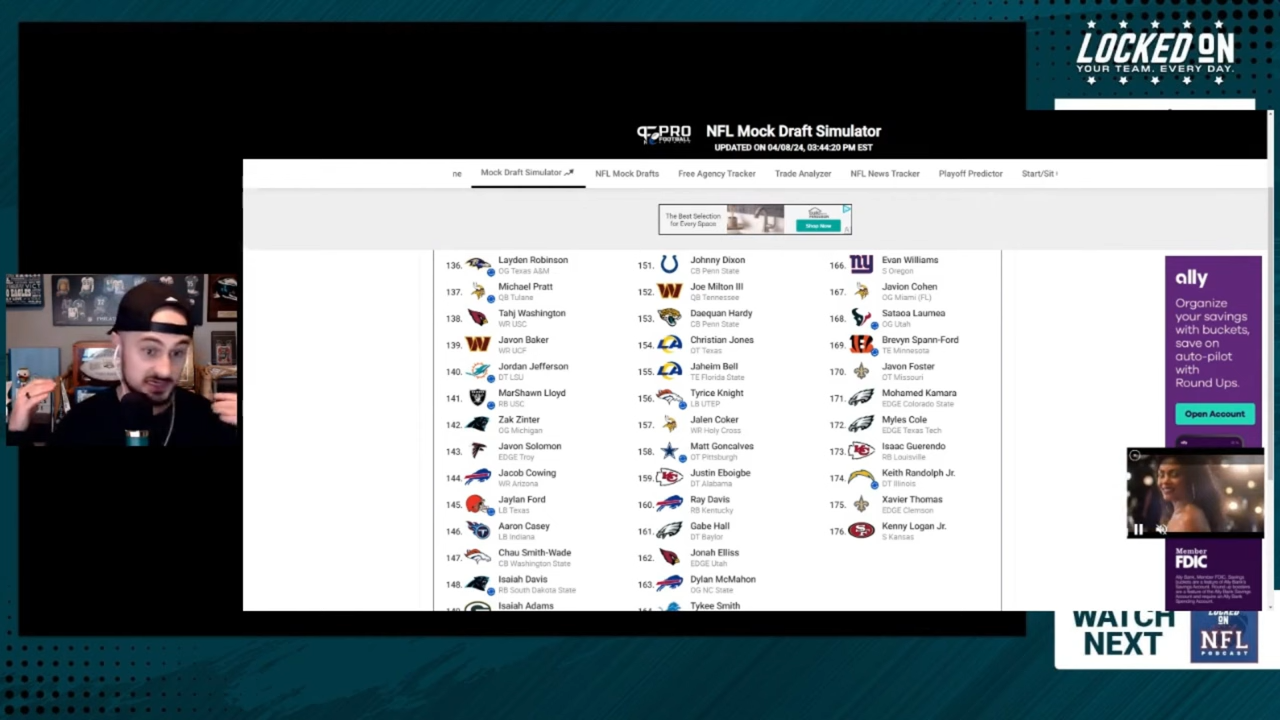 LOCKED ON
YOUR TEAM. EVERY DAY.
PRO
FOOTBALL
NFL Mock Draft Simulator
UPDATED ON 04/08/24, 03:44:20 PM EST
ne
Mock Draft Simulator
NFL Mock Drafts
Free Agency Tracker
Trade Analyzer
NFL News Tracker
Playoff Predictor
Start/Sit
The Best Selection
for Every Space
Shop Now
136. Layden Robinson
OG Texas A&M
137. Michael Pratt
QB Tulane
138. Tahj Washington
WR USC
139. Javon Baker
WR UCF
140. Jordan Jefferson
DT LSU
141. MarShawn Lloyd
RB USC
142. Zak Zinter
OG Michigan
143. Javon Solomon
EDGE Troy
144. Jacob Cowing
WR Arizona
145. Jaylan Ford
LB Texas
146. Aaron Casey
LB Indiana
147. Chau Smith-Wade
CB Washington State
148. Isaiah Davis
RB South Dakota State
Isaiah Adams
151. Johnny Dixon
CB Penn State
152. Joe Milton III
QB Tennessee
153. Daequan Hardy
CB Penn State
154. Christian Jones
OT Texas
155. Jaheim Bell
TE Florida State
156. Tyrice Knight
LB UTEP
157. Jalen Coker
WR Holy Cross
158. Matt Goncalves
OT Pittsburgh
159. Justin Eboigbe
DT Alabama
160. Ray Davis
RB Kentucky
161. Gabe Hall
DT Baylor
162. Jonah Elliss
EDGE Utah
163. Dylan McMahon
OG NC State
Tykee Smith
166. Evan Williams
S Oregon
167. Javion Cohen
OG Miami (FL)
168. Sataoa Laumea
OG Utah
169. Brevyn Spann-Ford
TE Minnesota
170. Javon Foster
OT Missouri
171. Mohamed Kamara
EDGE Colorado State
172. Myles Cole
EDGE Texas Tech
173. Isaac Guerendo
RB Louisville
174. Keith Randolph Jr.
DT Illinois
175. Xavier Thomas
EDGE Clemson
176. Kenny Logan Jr.
S Kansas
ally
Organize
your savings
with buckets,
save on
auto-pilot
with
Round Ups.
Open Account
Member
FDIC
WATCH
NEXT
LOCKED ON
NFL
PODCAST